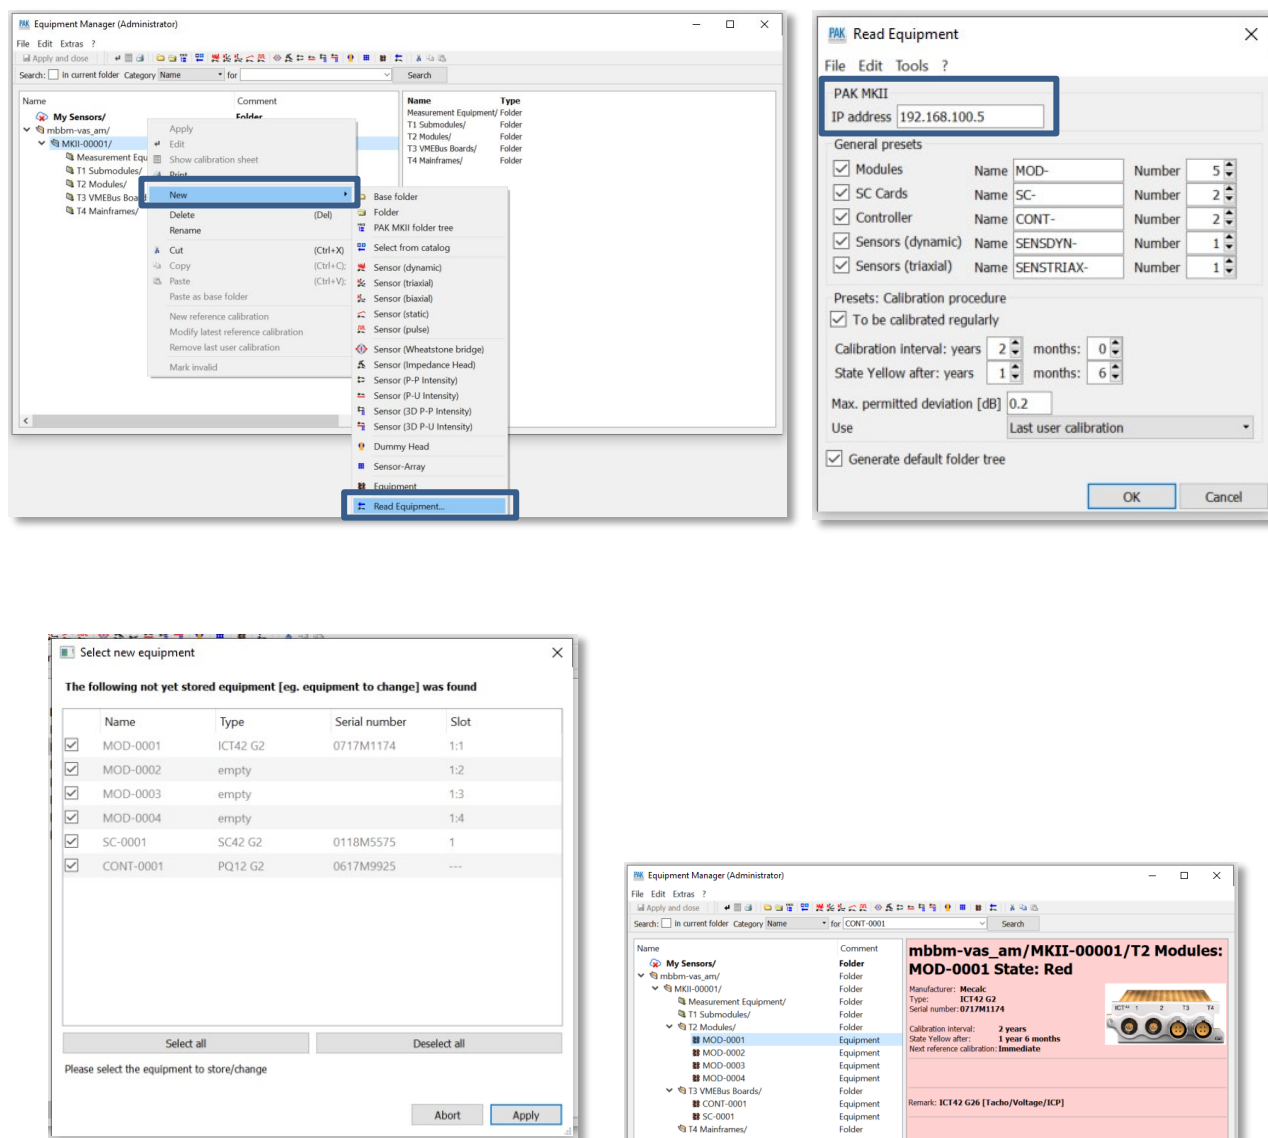 PAK Equipment Manager (Administrator)
File Edit Extras ?
Apply and close
Search: in current folder Category Name for Search
Name Comment
My Sensors/ Folder
mbbm-vas_am/
MKII-00001/
Measurement Equ
T1 Submodules/
T2 Modules/
T3 VMEBus Boa
T4 Mainframes/
Name Type
Measurement Equipment/ Folder
T1 Submodules/ Folder
T2 Modules/ Folder
T3 VMEBus Boards/ Folder
T4 Mainframes/ Folder
Apply
Edit
Show calibration sheet
Print
New
Delete (Del)
Rename
Cut (Ctrl+X)
Copy (Ctrl+C);
Paste (Ctrl+V);
Paste as base folder
New reference calibration
Modify latest reference calibration
Remove last user calibration
Mark invalid
Base folder
Folder
PAK MKII folder tree
Select from catalog
Sensor (dynamic)
Sensor (triaxial)
Sensor (biaxial)
Sensor (static)
Sensor (pulse)
Sensor (Wheatstone bridge)
Sensor (Impedance Head)
Sensor (P-P Intensity)
Sensor (P-U Intensity)
Sensor (3D P-P Intensity)
Sensor (3D P-U Intensity)
Dummy Head
Sensor-Array
Equipment
Read Equipment...
PAK Read Equipment
File Edit Tools ?
PAK MKII
IP address 192.168.100.5
General presets
Modules Name MOD- Number 5
SC Cards Name SC- Number 2
Controller Name CONT- Number 2
Sensors (dynamic) Name SENSDYN- Number 1
Sensors (triaxial) Name SENSTRIAX- Number 1
Presets: Calibration procedure
To be calibrated regularly
Calibration interval: years 2 months: 0
State Yellow after: years 1 months: 6
Max. permitted deviation [dB] 0.2
Use Last user calibration
Generate default folder tree
OK Cancel
Select new equipment
The following not yet stored equipment [eg. equipment to change] was found
Name Type Serial number Slot
MOD-0001 ICT42 G2 0717M1174 1:1
MOD-0002 empty 1:2
MOD-0003 empty 1:3
MOD-0004 empty 1:4
SC-0001 SC42 G2 0118M5575 1
CONT-0001 PQ12 G2 0617M9925 ---
Select all Deselect all
Please select the equipment to store/change
Abort Apply
PAK Equipment Manager (Administrator)
File Edit Extras ?
Apply and close
Search: in current folder Category Name for CONT-0001 Search
Name Comment
My Sensors/ Folder
mbbm-vas_am/ Folder
MKII-00001/ Folder
Measurement Equipment/ Folder
T1 Submodules/ Folder
T2 Modules/ Folder
MOD-0001 Equipment
MOD-0002 Equipment
MOD-0003 Equipment
MOD-0004 Equipment
T3 VMEBus Boards/ Folder
CONT-0001 Equipment
SC-0001 Equipment
T4 Mainframes/ Folder
mbbm-vas_am/MKII-00001/T2 Modules:
MOD-0001 State: Red
Manufacturer: Mecalc
Type: ICT42 G2
Serial number: 0717M1174
ICT42 1 2 T3 T4
Calibration interval: 2 years
State Yellow after: 1 year 6 months
Next reference calibration: Immediate
Remark: ICT42 G26 [Tacho/Voltage/ICP]